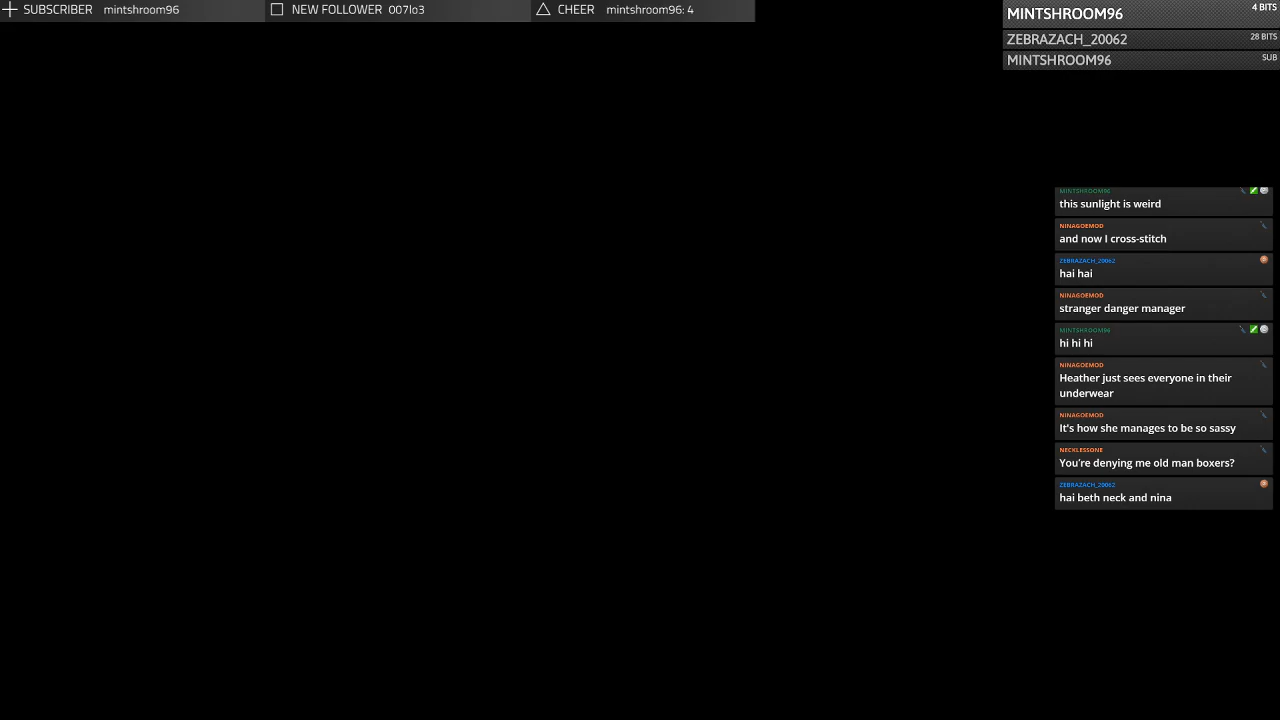 SUBSCRIBER mintshroom96 NEW FOLLOWER 007lo3 CHEER mintshroom96: 4
MINTSHROOM96 4 BITS
ZEBRAZACH_20062 28 BITS
MINTSHROOM96 SUB
MINTSHROOM96
this sunlight is weird
NINAGOEMOD
and now I cross-stitch
ZEBRAZACH_20062
hai hai
NINAGOEMOD
stranger danger manager
MINTSHROOM96
hi hi hi
NINAGOEMOD
Heather just sees everyone in their
underwear
NINAGOEMOD
It's how she manages to be so sassy
NECKLESSONE
You're denying me old man boxers?
ZEBRAZACH_20062
hai beth neck and nina